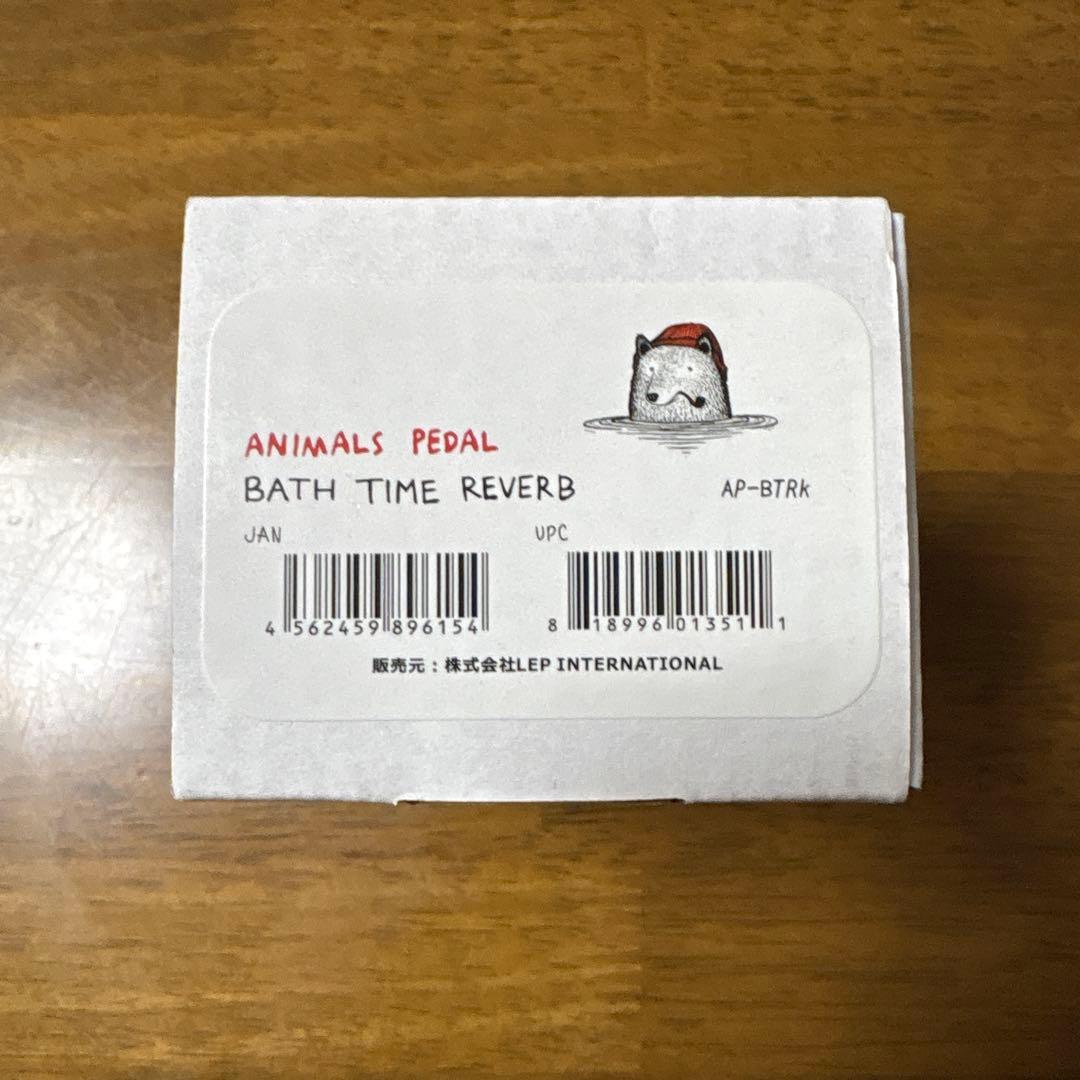 ANIMALS PEDAL
BATH TIME REVERB AP-BTRK
JAN UPC
4 562459 896154 8 18996 01351 1
販売元：株式会社LEP INTERNATIONAL